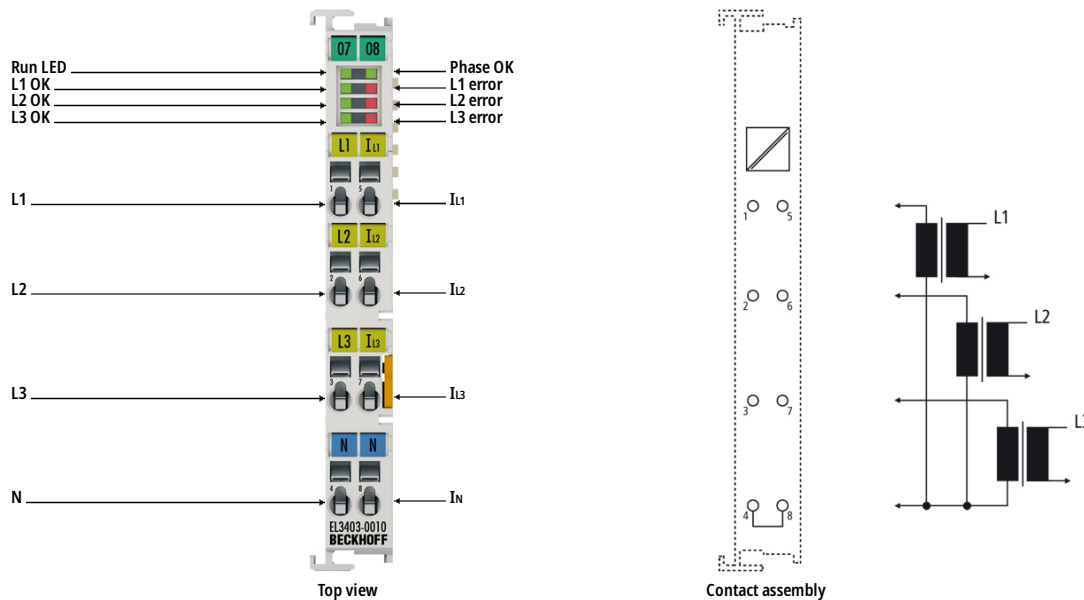 07 08
Run LED
Phase OK
L1 OK
L1 error
L2 OK
L2 error
L3 OK
L3 error
L1 IL1
1 5
L1
IL1
L2 IL2
2 6
L2
IL2
L3 IL3
3 7
L3
IL3
N N
4 8
N
IN
EL3403-0010
BECKHOFF
Top view
1 5
2 6
3 7
4 8
Contact assembly
L1
L2
L3